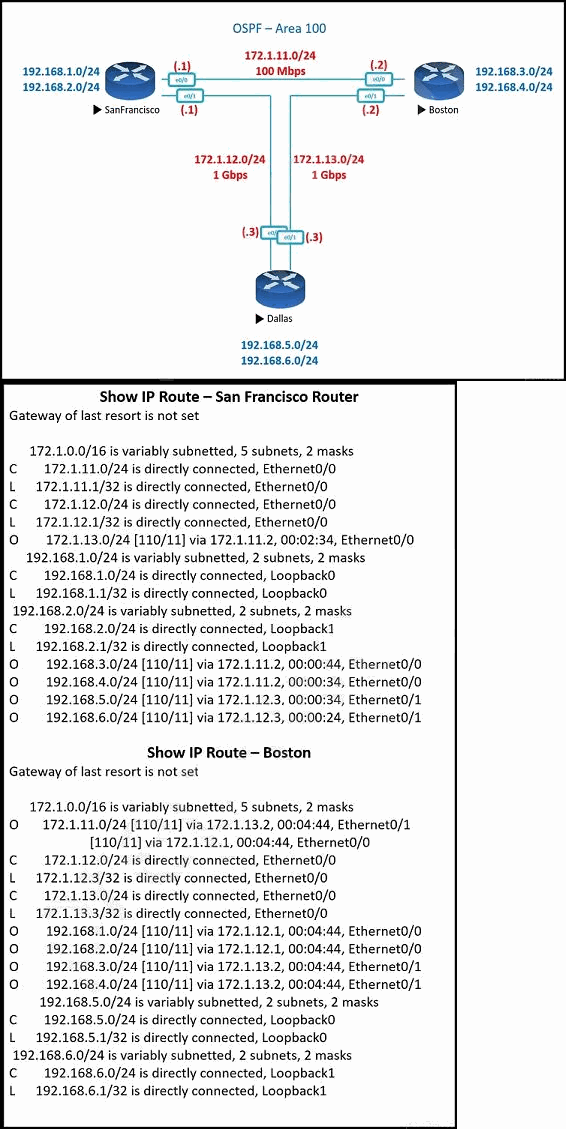 OSPF – Area 100
172.1.11.0/24
100 Mbps
192.168.1.0/24
192.168.2.0/24
(.1)
e0/0
(.2)
e0/0
192.168.3.0/24
192.168.4.0/24
e0/1
(.1)
e0/1
(.2)
SanFrancisco
Boston
172.1.12.0/24
1 Gbps
172.1.13.0/24
1 Gbps
(.3)
e0/1
(.3)
Dallas
192.168.5.0/24
192.168.6.0/24
Show IP Route – San Francisco Router
Gateway of last resort is not set
172.1.0.0/16 is variably subnetted, 5 subnets, 2 masks
C 172.1.11.0/24 is directly connected, Ethernet0/0
L 172.1.11.1/32 is directly connected, Ethernet0/0
C 172.1.12.0/24 is directly connected, Ethernet0/0
L 172.1.12.1/32 is directly connected, Ethernet0/0
O 172.1.13.0/24 [110/11] via 172.1.11.2, 00:02:34, Ethernet0/0
192.168.1.0/24 is variably subnetted, 2 subnets, 2 masks
C 192.168.1.0/24 is directly connected, Loopback0
L 192.168.1.1/32 is directly connected, Loopback0
192.168.2.0/24 is variably subnetted, 2 subnets, 2 masks
C 192.168.2.0/24 is directly connected, Loopback1
L 192.168.2.1/32 is directly connected, Loopback1
O 192.168.3.0/24 [110/11] via 172.1.11.2, 00:00:44, Ethernet0/0
O 192.168.4.0/24 [110/11] via 172.1.11.2, 00:00:34, Ethernet0/0
O 192.168.5.0/24 [110/11] via 172.1.12.3, 00:00:34, Ethernet0/1
O 192.168.6.0/24 [110/11] via 172.1.12.3, 00:00:24, Ethernet0/1
Show IP Route – Boston
Gateway of last resort is not set
172.1.0.0/16 is variably subnetted, 5 subnets, 2 masks
O 172.1.11.0/24 [110/11] via 172.1.13.2, 00:04:44, Ethernet0/1
[110/11] via 172.1.12.1, 00:04:44, Ethernet0/0
C 172.1.12.0/24 is directly connected, Ethernet0/0
L 172.1.12.3/32 is directly connected, Ethernet0/0
C 172.1.13.0/24 is directly connected, Ethernet0/0
L 172.1.13.3/32 is directly connected, Ethernet0/0
O 192.168.1.0/24 [110/11] via 172.1.12.1, 00:04:44, Ethernet0/0
O 192.168.2.0/24 [110/11] via 172.1.12.1, 00:04:44, Ethernet0/0
O 192.168.3.0/24 [110/11] via 172.1.13.2, 00:04:44, Ethernet0/1
O 192.168.4.0/24 [110/11] via 172.1.13.2, 00:04:44, Ethernet0/1
192.168.5.0/24 is variably subnetted, 2 subnets, 2 masks
C 192.168.5.0/24 is directly connected, Loopback0
L 192.168.5.1/32 is directly connected, Loopback0
192.168.6.0/24 is variably subnetted, 2 subnets, 2 masks
C 192.168.6.0/24 is directly connected, Loopback1
L 192.168.6.1/32 is directly connected, Loopback1